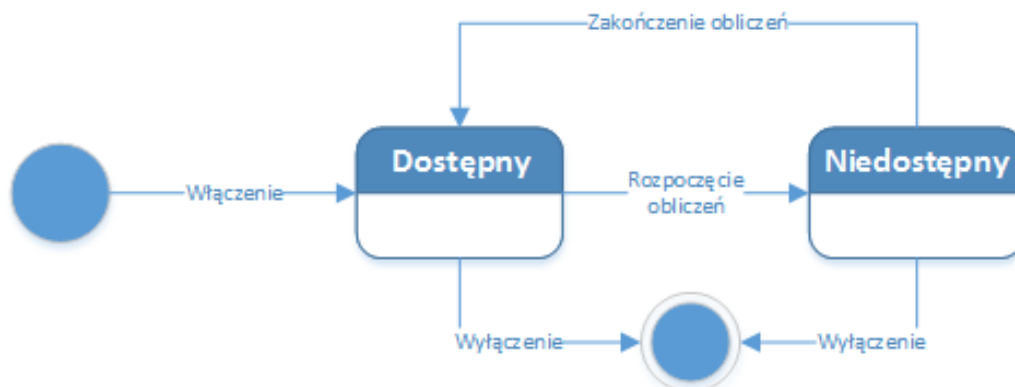 Zakończenie obliczeń
Dostępny
Niedostępny
Włączenie
Rozpoczęcie
obliczeń
Wyłączenie
Wyłączenie